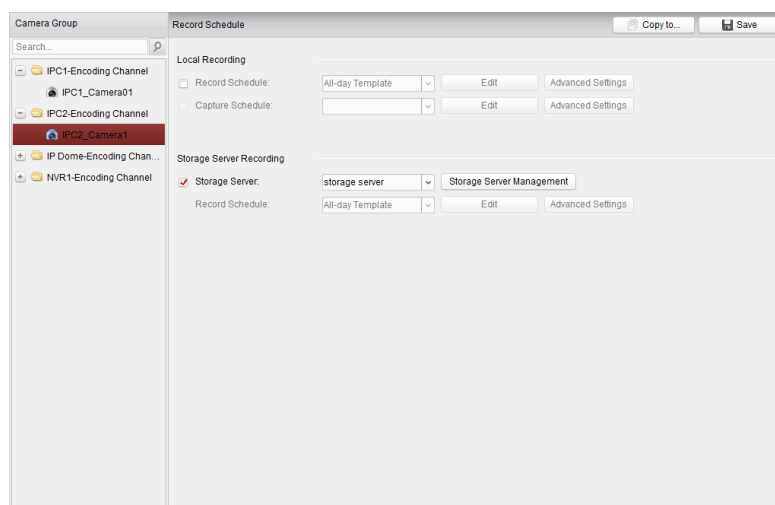 Camera Group
Search...
IPC1-Encoding Channel
IPC1_Camera01
IPC2-Encoding Channel
IPC2_Camera1
IP Dome-Encoding Chan...
NVR1-Encoding Channel
Record Schedule
Copy to...
Save
Local Recording
Record Schedule: All-day Template Edit Advanced Settings
Capture Schedule: Edit Advanced Settings
Storage Server Recording
Storage Server: storage server Storage Server Management
Record Schedule: All-day Template Edit Advanced Settings